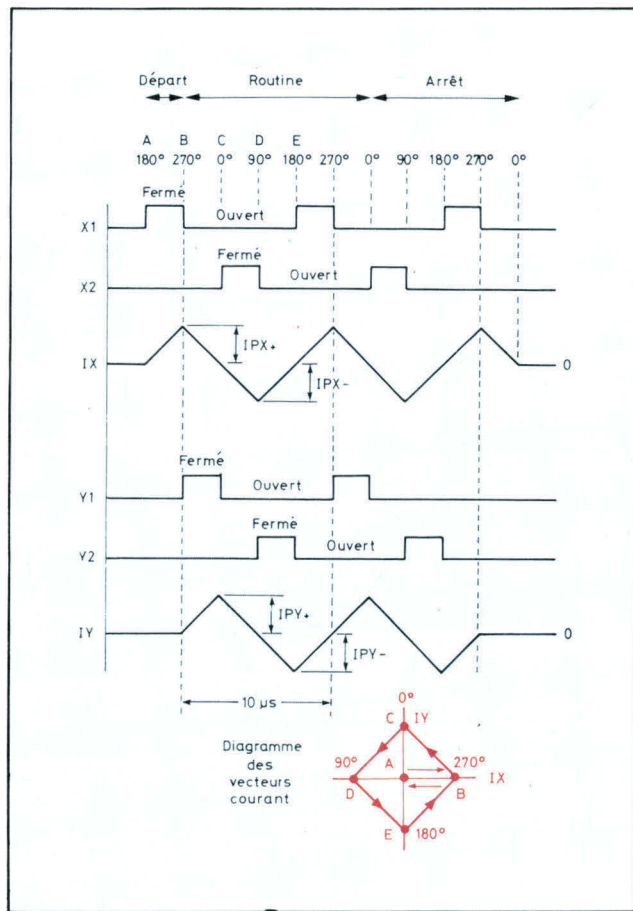 Départ Routine Arrêt
A B C D E
180° 270° 0° 90° 180° 270° 0° 90° 180° 270° 0°
Fermé
X1 Ouvert
Fermé
X2 Ouvert
IPX+
IX 0
IPX-
Fermé
Y1 Ouvert
Fermé
Y2 Ouvert
IPY+
IY 0
IPY-
10 µs
0°
C IY
Diagramme
des
vecteurs
courant
90° A 270°
IX
D B
E 180°